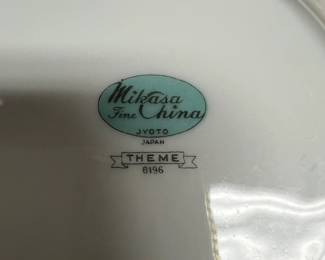 Mikasa
Fine China
JYOTO
JAPAN
THEME
8196